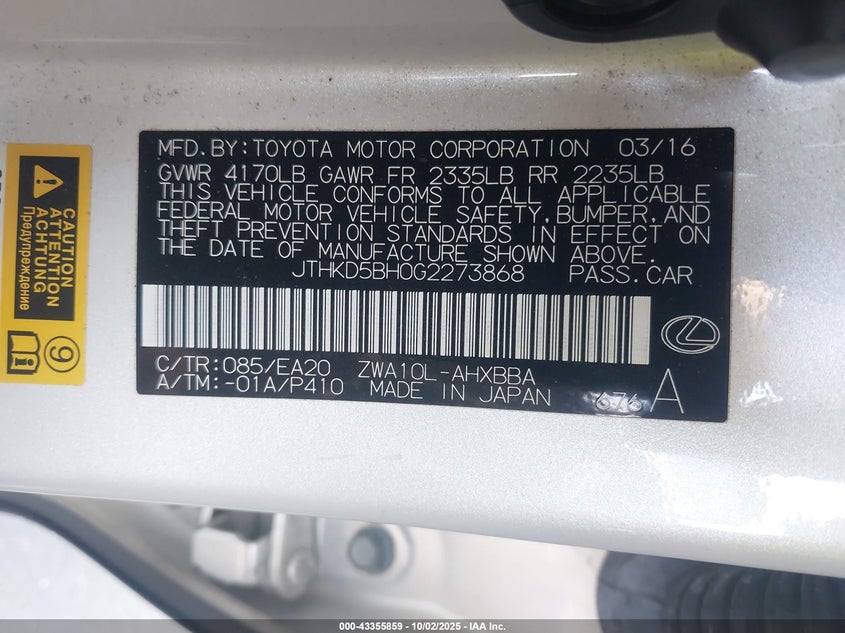 MFD.BY:TOYOTA MOTOR CORPORATION 03/16
GVWR 4170LB GAWR FR 2335LB RR 2235LB
THIS VEHICLE CONFORMS TO ALL APPLICABLE
FEDERAL MOTOR VEHICLE SAFETY, BUMPER, AND
THEFT PREVENTION STANDARDS IN EFFECT ON
THE DATE OF MANUFACTURE SHOWN ABOVE.
JTHKD5BH0G2273868 PASS.CAR
C/TR:085/EA20 ZWA10L-AHXBBA
A/TM:-01A/P410 MADE IN JAPAN 676 A
CAUTION
ATTENTION
ACHTUNG
Предупреждение
9
000-43355859 - 10/02/2025 - IAA Inc.